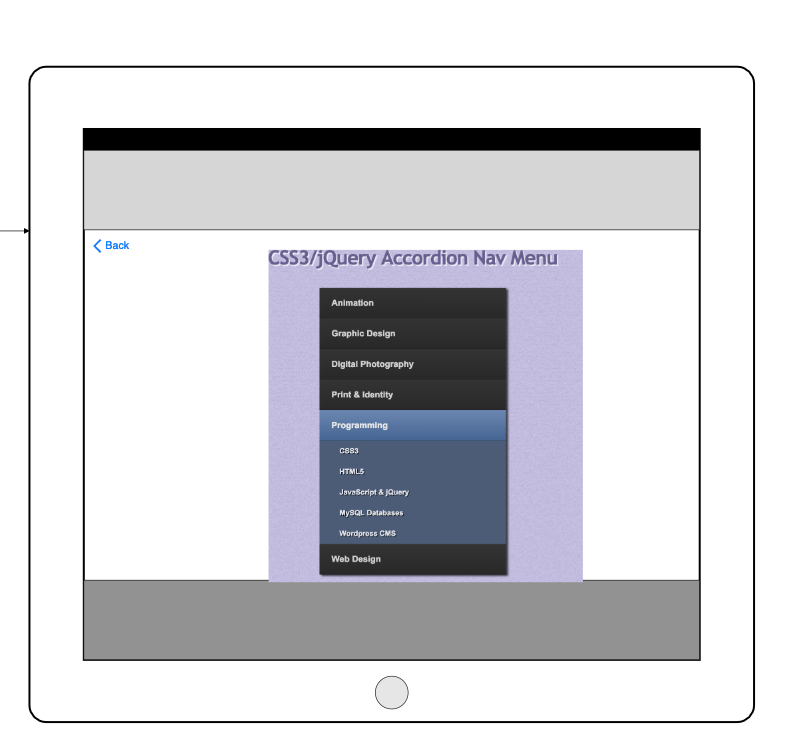 Back
CSS3/jQuery Accordion Nav Menu
Animation
Graphic Design
Digital Photography
Print & Identity
Programming
CSS3
HTML5
JavaScript & jQuery
MySQL Databases
Wordpress CMS
Web Design